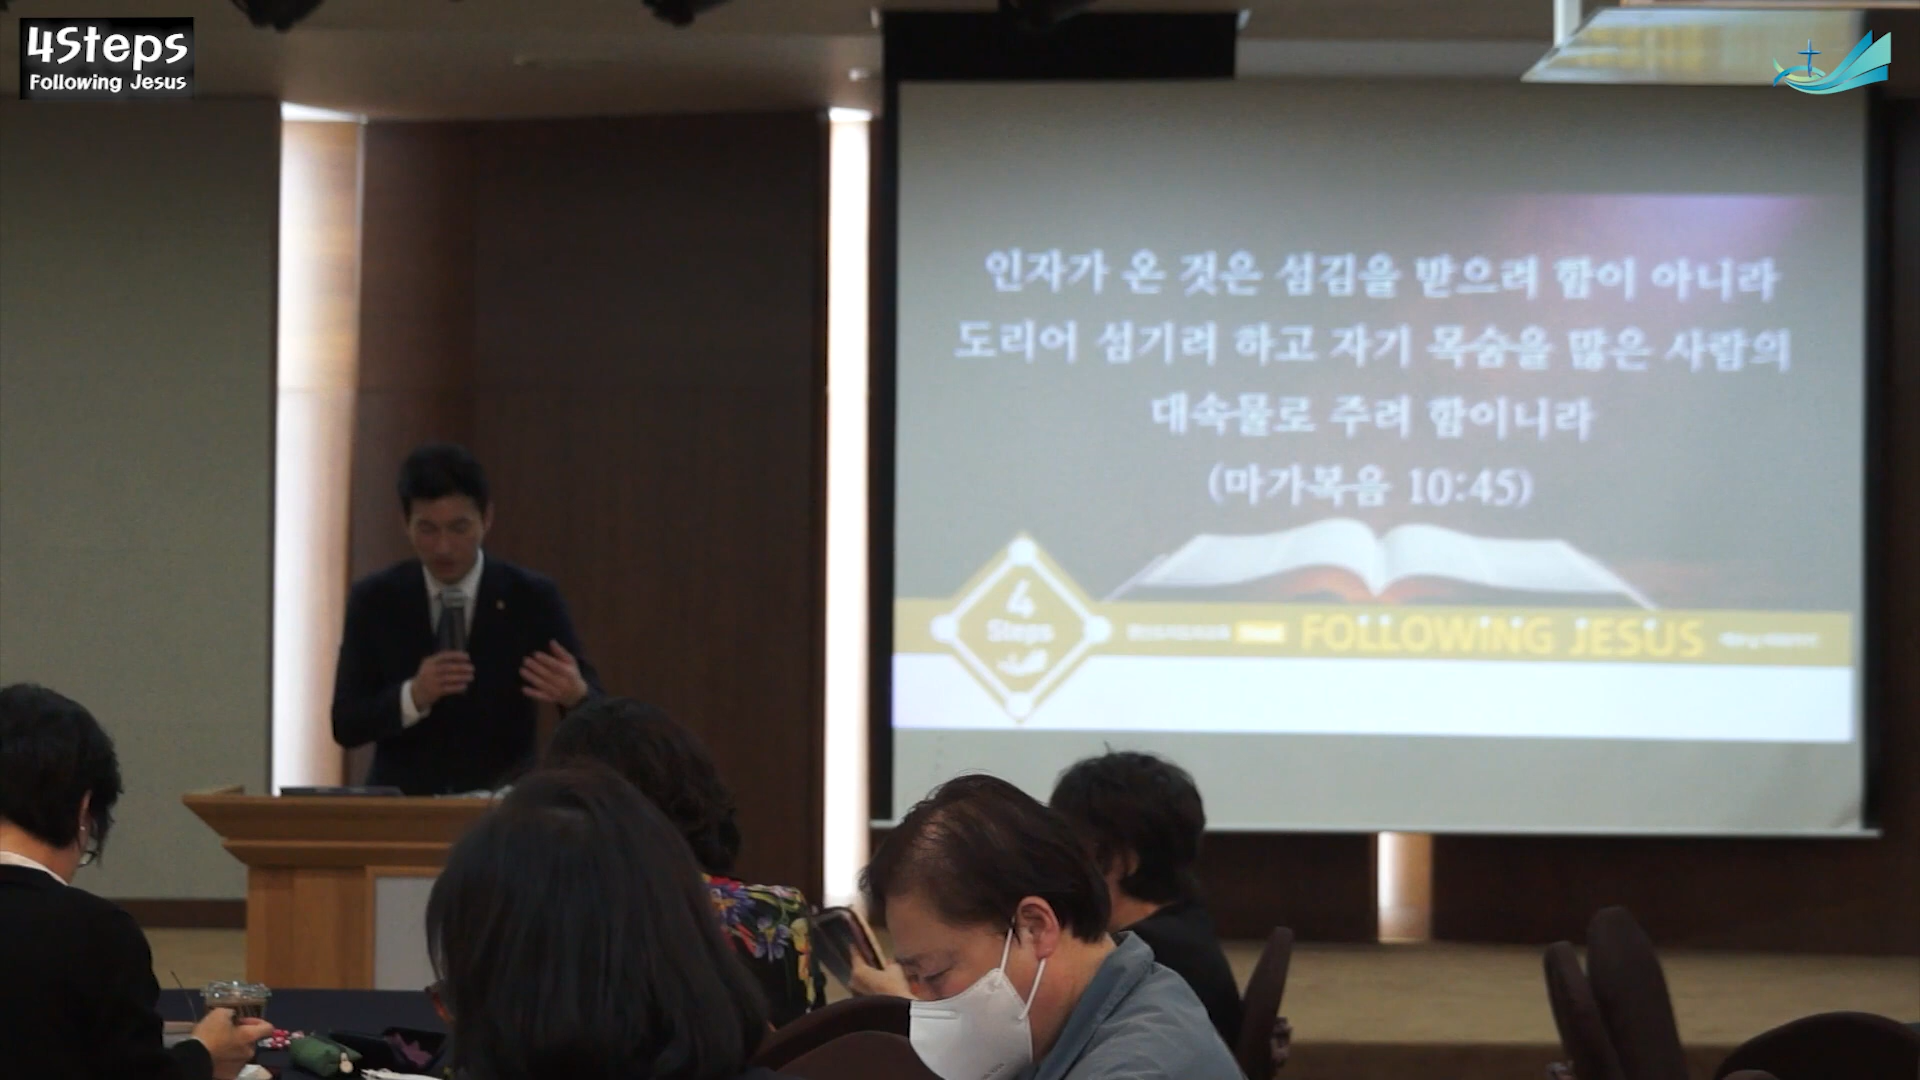 4Steps
Following Jesus
인자가 온 것은 섬김을 받으려 함이 아니라
도리어 섬기려 하고 자기 목숨을 많은 사람의
대속물로 주려 함이니라
(마가복음 10:45)
4
Steps
FOLLOWING JESUS